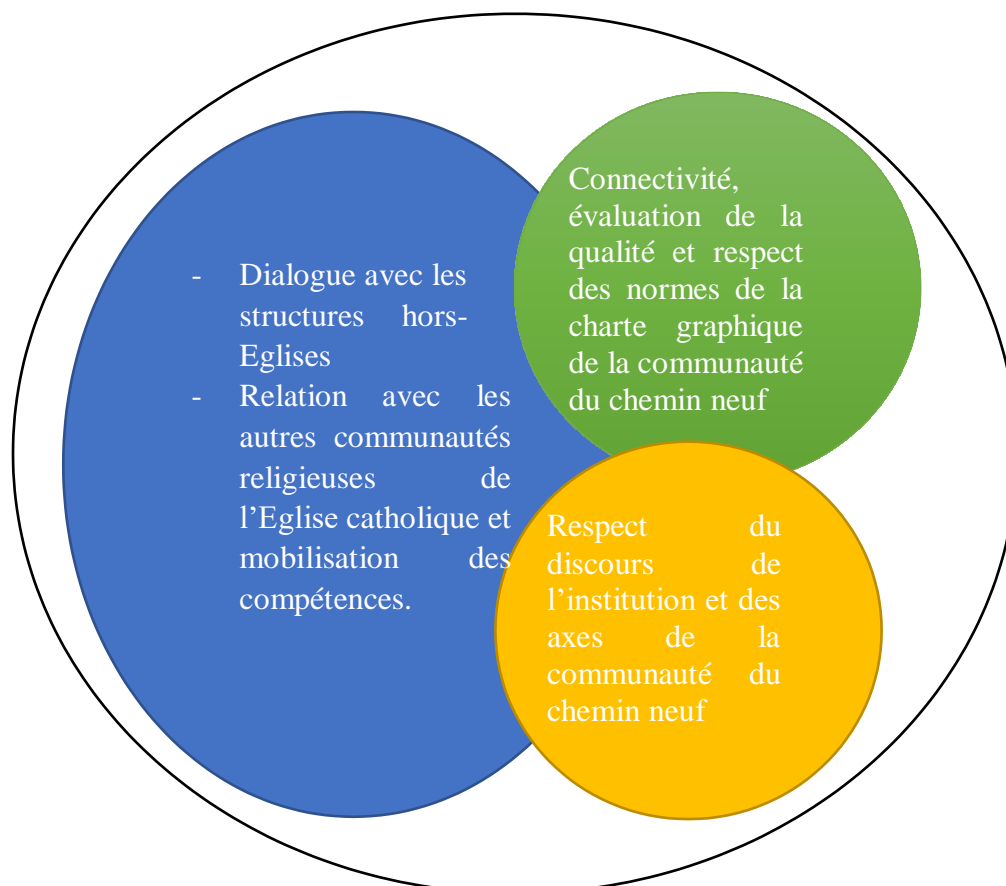 - Dialogue avec les
structures hors-
Eglises
- Relation avec les
autres communautés
religieuses de
l’Eglise catholique et
mobilisation des
compétences.
Connectivité,
évaluation de la
qualité et respect
des normes de la
charte graphique
de la communauté
du chemin neuf
Respect du
discours de
l’institution et des
axes de la
communauté du
chemin neuf